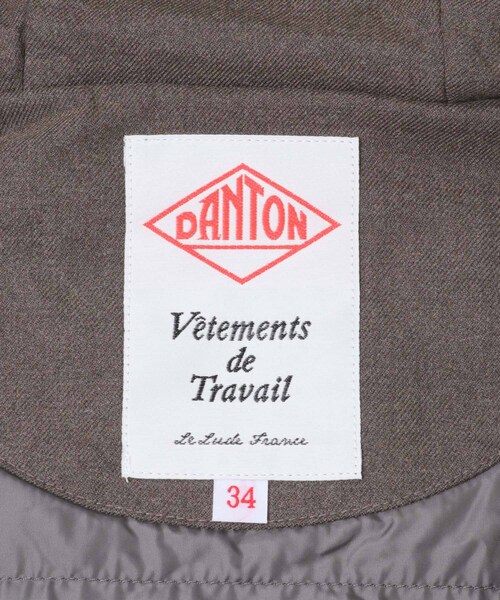 DANTON
Vêtements
de
Travail
Le Lude France
34